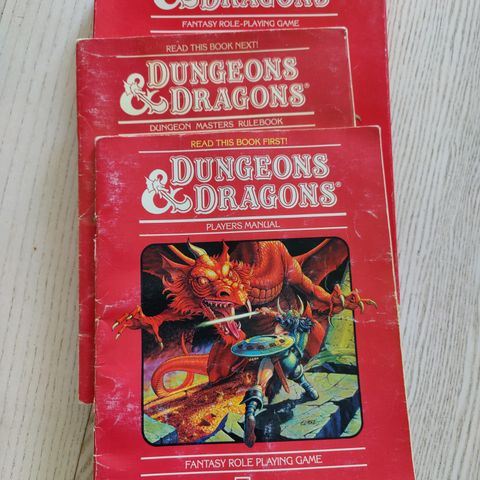 & DRAGONS
FANTASY ROLE-PLAYING GAME
READ THIS BOOK NEXT!
DUNGEONS
& DRAGONS®
DUNGEON MASTERS RULEBOOK
READ THIS BOOK FIRST!
DUNGEONS
& DRAGONS®
PLAYERS MANUAL
FANTASY ROLE PLAYING GAME